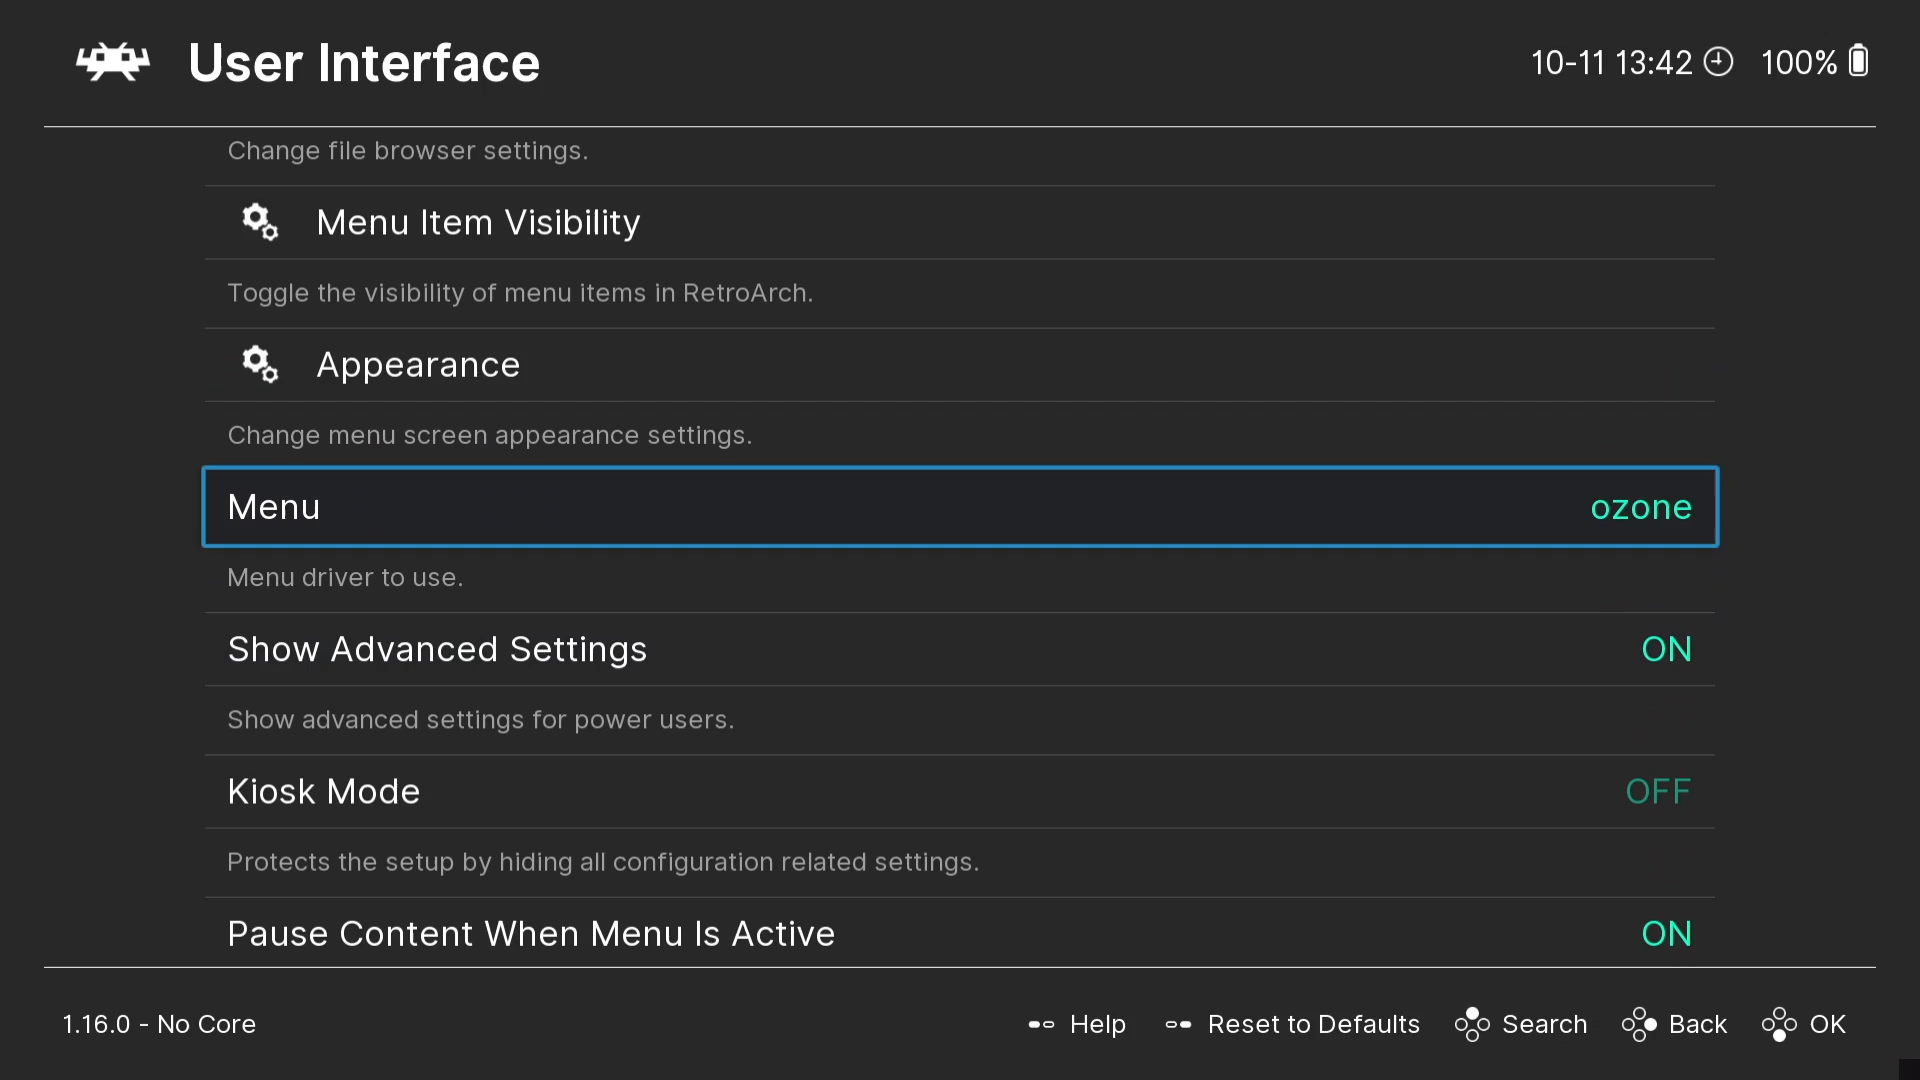 User Interface
10-11 13:42
100%
Change file browser settings.
Menu Item Visibility
Toggle the visibility of menu items in RetroArch.
Appearance
Change menu screen appearance settings.
Menu ozone
Menu driver to use.
Show Advanced Settings ON
Show advanced settings for power users.
Kiosk Mode OFF
Protects the setup by hiding all configuration related settings.
Pause Content When Menu Is Active ON
1.16.0 - No Core
Help Reset to Defaults Search Back OK